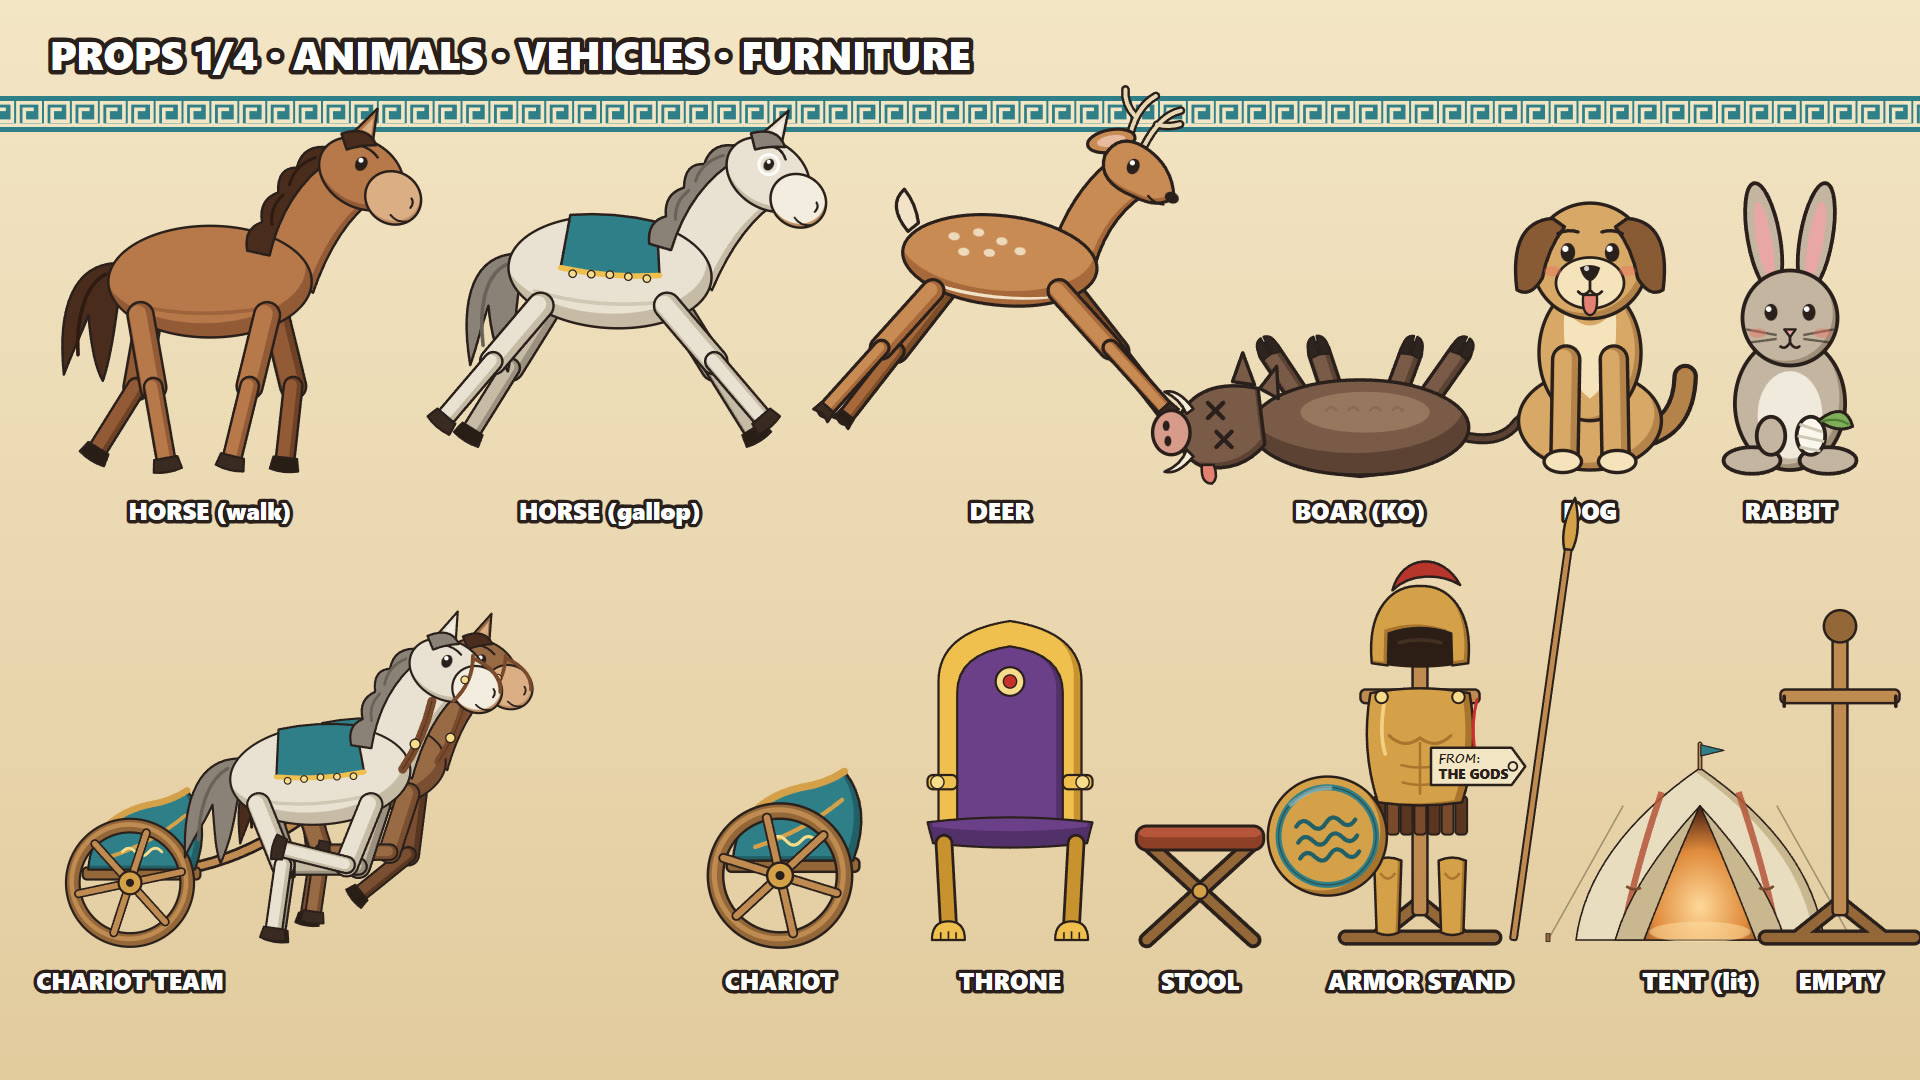 PROPS 1/4 · ANIMALS · VEHICLES · FURNITURE
HORSE (walk)
HORSE (gallop)
DEER
BOAR (KO)
DOG
RABBIT
FROM:
THE GODS
CHARIOT TEAM
CHARIOT
THRONE
STOOL
ARMOR STAND
TENT (lit)
EMPTY